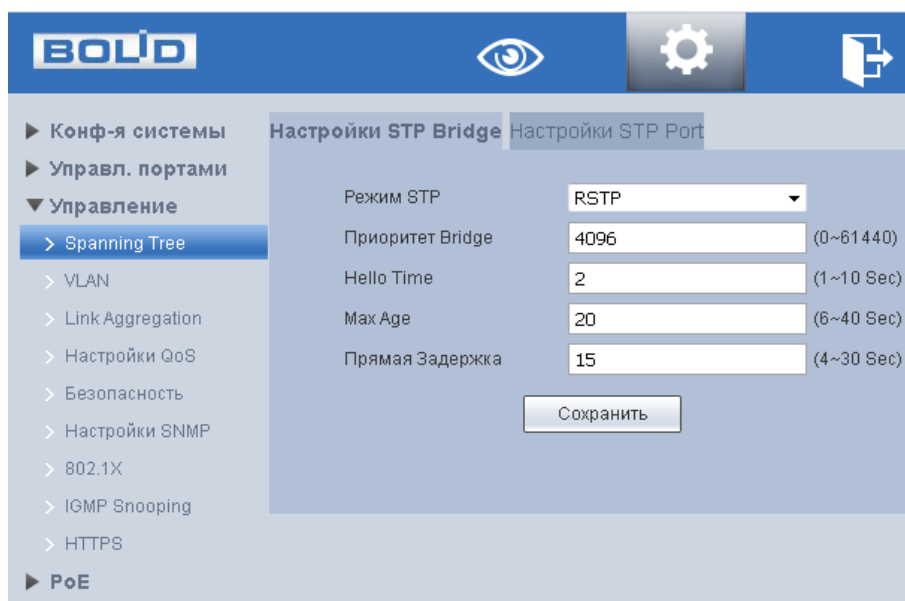 BOLID
Конф-я системы
Управл. портами
Управление
Spanning Tree
VLAN
Link Aggregation
Настройки QoS
Безопасность
Настройки SNMP
802.1X
IGMP Snooping
HTTPS
PoE
Настройки STP Bridge Настройки STP Port
Режим STP RSTP
Приоритет Bridge 4096 (0~61440)
Hello Time 2 (1~10 Sec)
Max Age 20 (6~40 Sec)
Прямая Задержка 15 (4~30 Sec)
Сохранить